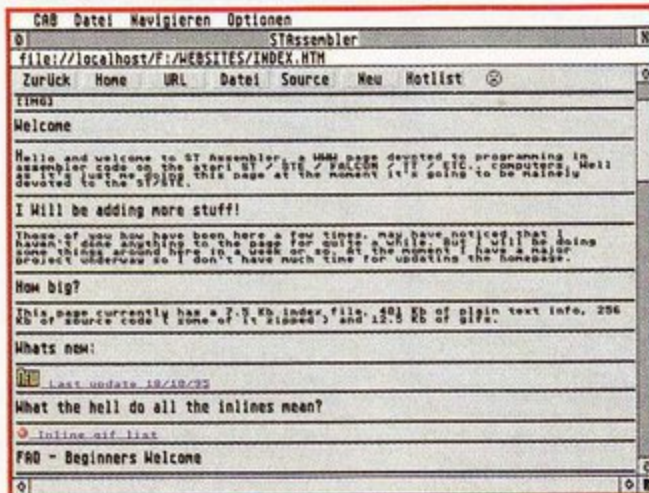 CAB Datei Navigieren Optionen
STAssembler
file://localhost/F:/WEBSITES/INDEX.HTM
Zurück Home URL Datei Source Neu Hotlist
Welcome
Hello and welcome to ST Assembler, a WWW page devoted to programming in
assembler code on the atari ST / STE / FALCON / TT / ETC., computers. Well
as it's just me doing this page at the moment it's going to be mainely
devoted to the ST/STE.
I Will be adding more stuff!
Those of you how have been here a few times, may have noticed that I
haven't done anything to the page for quite a while. But I will be doing
some things around here in a week or so. At the moment I have a major
project underway so I don't have much time for updating the homepage.
How big?
This page currently has a 7.5 Kb index file, 401 Kb of plain text info, 256
Kb of source code ( some of it zipped ) and 12.5 Kb of gifs.
Whats new:
Last update 10/10/95
What the hell do all the inlines mean?
Inline gif list
FAQ - Beginners Welcome